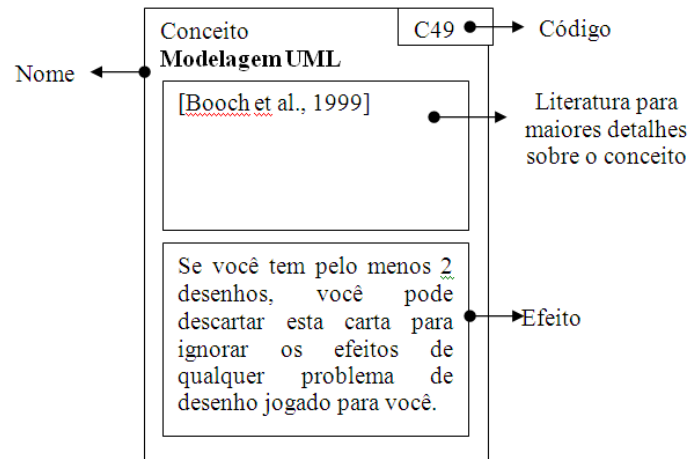 Conceito
C49
Código
Modelagem UML
Nome
[Booch et al., 1999]
Literatura para
maiores detalhes
sobre o conceito
Se você tem pelo menos 2
desenhos, você pode
descartar esta carta para
ignorar os efeitos de
qualquer problema de
desenho jogado para você.
Efeito